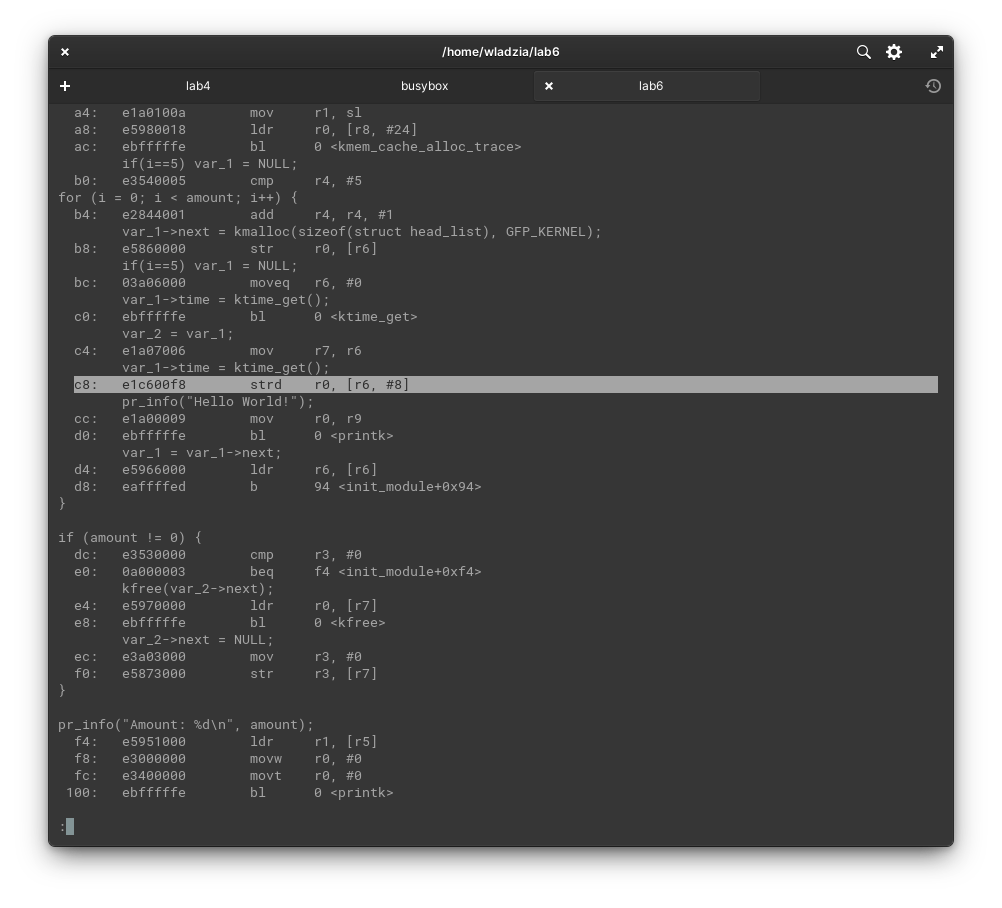 × /home/wladzia/lab6
+ lab4 busybox × lab6
a4: e1a0100a mov r1, sl
a8: e5980018 ldr r0, [r8, #24]
ac: ebfffffe bl 0 <kmem_cache_alloc_trace>
if(i==5) var_1 = NULL;
b0: e3540005 cmp r4, #5
for (i = 0; i < amount; i++) {
b4: e2844001 add r4, r4, #1
var_1->next = kmalloc(sizeof(struct head_list), GFP_KERNEL);
b8: e5860000 str r0, [r6]
if(i==5) var_1 = NULL;
bc: 03a06000 moveq r6, #0
var_1->time = ktime_get();
c0: ebfffffe bl 0 <ktime_get>
var_2 = var_1;
c4: e1a07006 mov r7, r6
var_1->time = ktime_get();
c8: e1c600f8 strd r0, [r6, #8]
pr_info("Hello World!");
cc: e1a00009 mov r0, r9
d0: ebfffffe bl 0 <printk>
var_1 = var_1->next;
d4: e5966000 ldr r6, [r6]
d8: eaffffed b 94 <init_module+0x94>
}
if (amount != 0) {
dc: e3530000 cmp r3, #0
e0: 0a000003 beq f4 <init_module+0xf4>
kfree(var_2->next);
e4: e5970000 ldr r0, [r7]
e8: ebfffffe bl 0 <kfree>
var_2->next = NULL;
ec: e3a03000 mov r3, #0
f0: e5873000 str r3, [r7]
}
pr_info("Amount: %d\n", amount);
f4: e5951000 ldr r1, [r5]
f8: e3000000 movw r0, #0
fc: e3400000 movt r0, #0
100: ebfffffe bl 0 <printk>
: